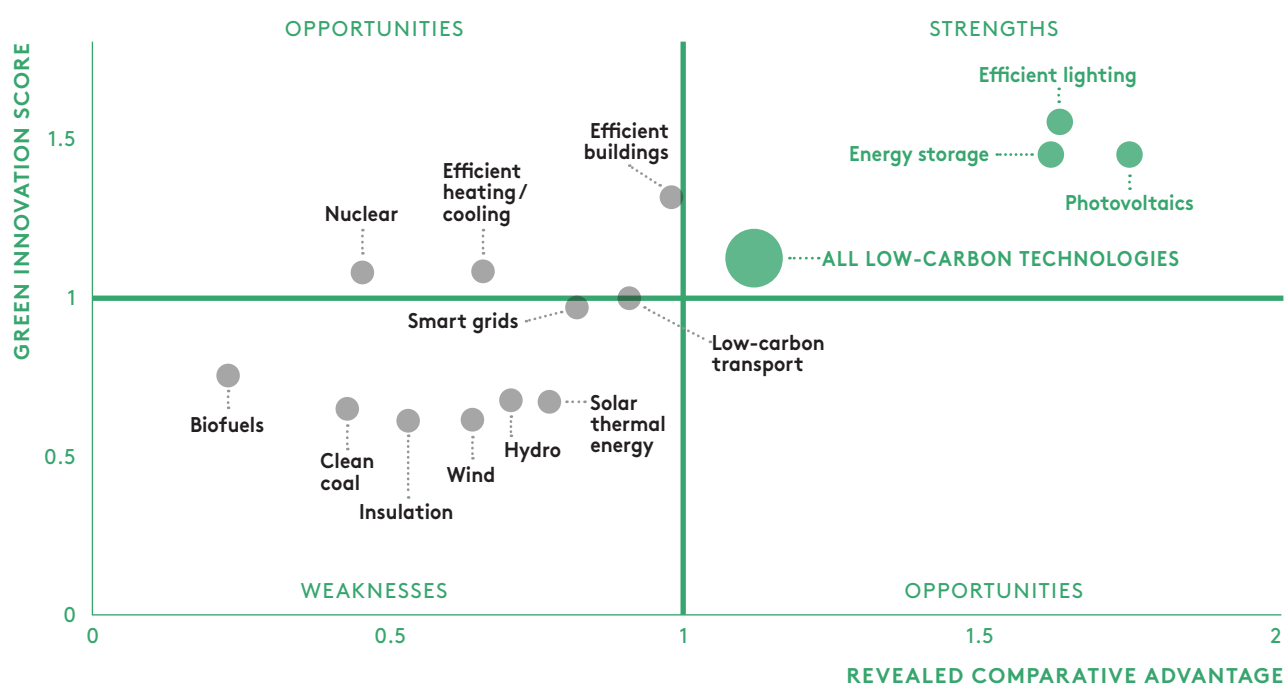 OPPORTUNITIES
STRENGTHS
GREEN INNOVATION SCORE
Efficient lighting
1.5
Efficient
buildings
Energy storage
Efficient
heating/
cooling
Photovoltaics
Nuclear
ALL LOW-CARBON TECHNOLOGIES
1
Smart grids
Low-carbon
transport
Biofuels
Solar
thermal
energy
0.5
Hydro
Clean
coal
Wind
Insulation
WEAKNESSES
OPPORTUNITIES
0
0
0.5
1
1.5
2
REVEALED COMPARATIVE ADVANTAGE